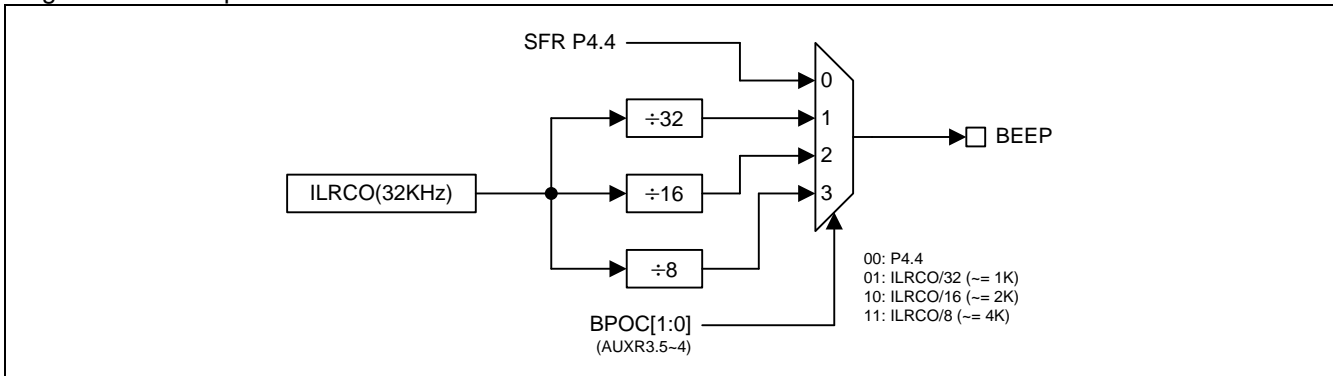 SFR P4.4
0
÷32
1
BEEP
2
ILRCO(32KHz)
÷16
3
÷8
00: P4.4
01: ILRCO/32 (~= 1K)
10: ILRCO/16 (~= 2K)
11: ILRCO/8 (~= 4K)
BPOC[1:0]
(AUXR3.5~4)